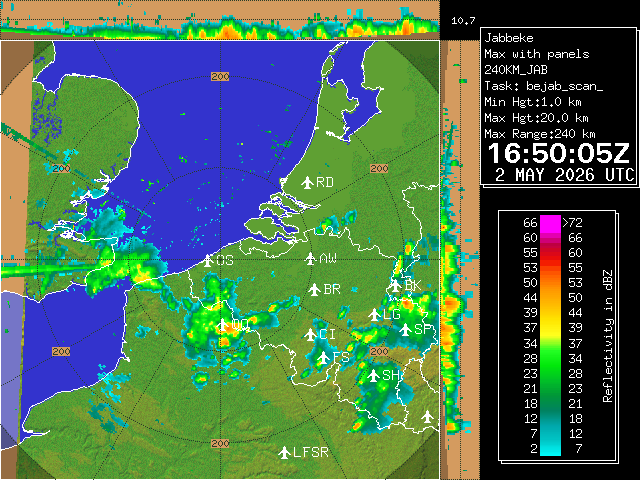 10.7
Jabbeke
Max with panels
240KM_JAB
Task: bejab_scan_
Min Hgt:1.0 km
Max Hgt:20.0 km
Max Range:240 km
16:50:05Z
2 MAY 2026 UTC
200
200
200
RD
OS
AW
BR
BK
LG
SP
CI
FS
200
200
SH
200
LFSR
66 >72
60 66
55 60
53 55
50 53
44 50
39 44
37 39
34 37
28 34
24 28
23 24
21 23
18 21
12 18
7 12
2 7
Reflectivity in dBZ